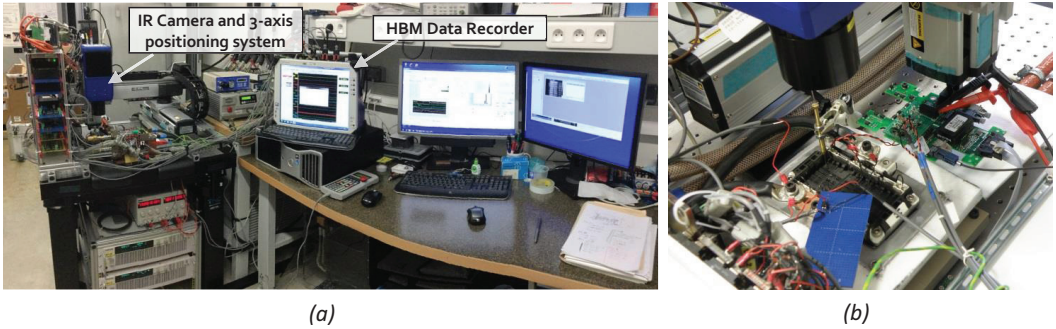 IR Camera and 3-axis
positioning system
HBM Data Recorder
(a)
(b)